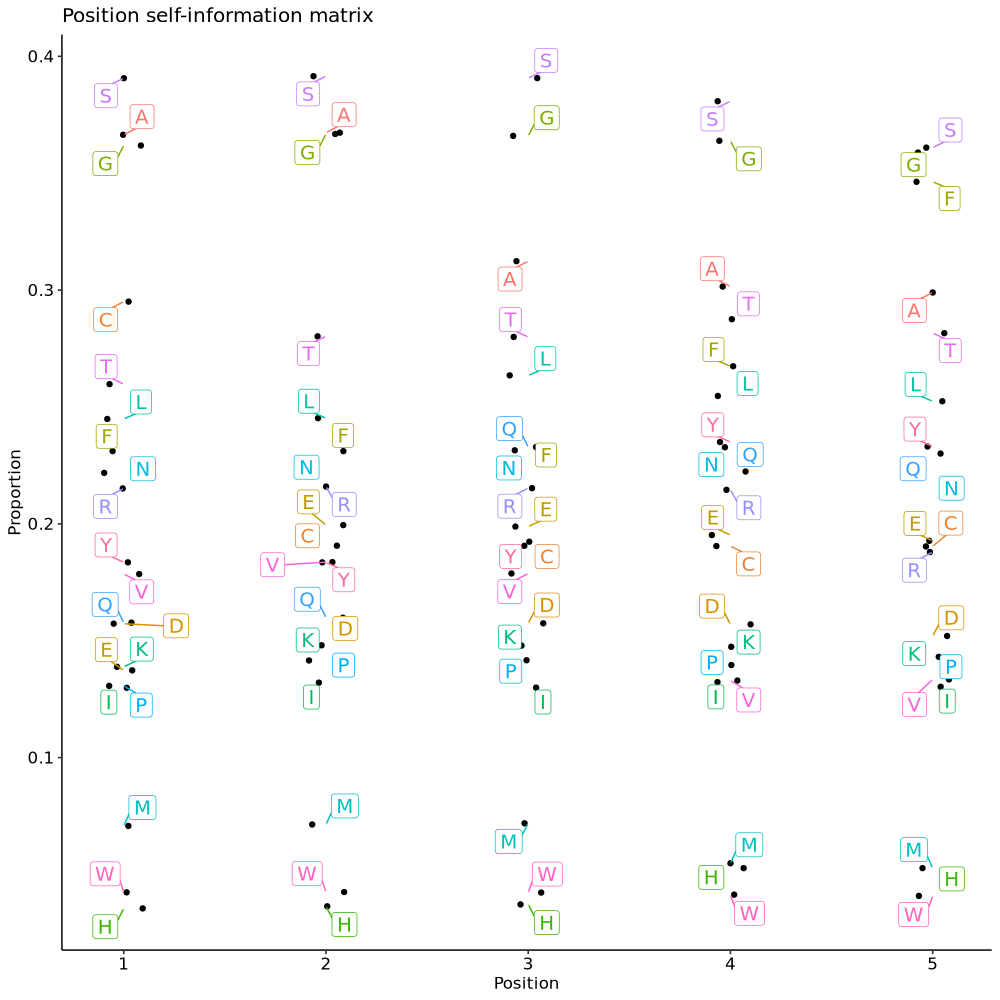 Position self-information matrix
0.4
S
S
S
A
A
G
S
S
G
G
G
G
F
A
A
T
A
C
T
T
T
F
L
T
L
L
L
L
F
F
Y
Q
Y
F
N
N
N
N
Q
Q
N
R
E
R
R
E
R
E
E
C
0.3
Proportion
0.2
C
Y
V
Y
Y
C
C
R
V
V
Q
Q
D
D
D
D
D
E
K
K
K
K
K
P
P
P
P
I
P
I
I
I
V
V
I
0.1
M
M
M
M
M
W
W
W
H
H
H
H
H
W
W
1
2
3
4
5
Position